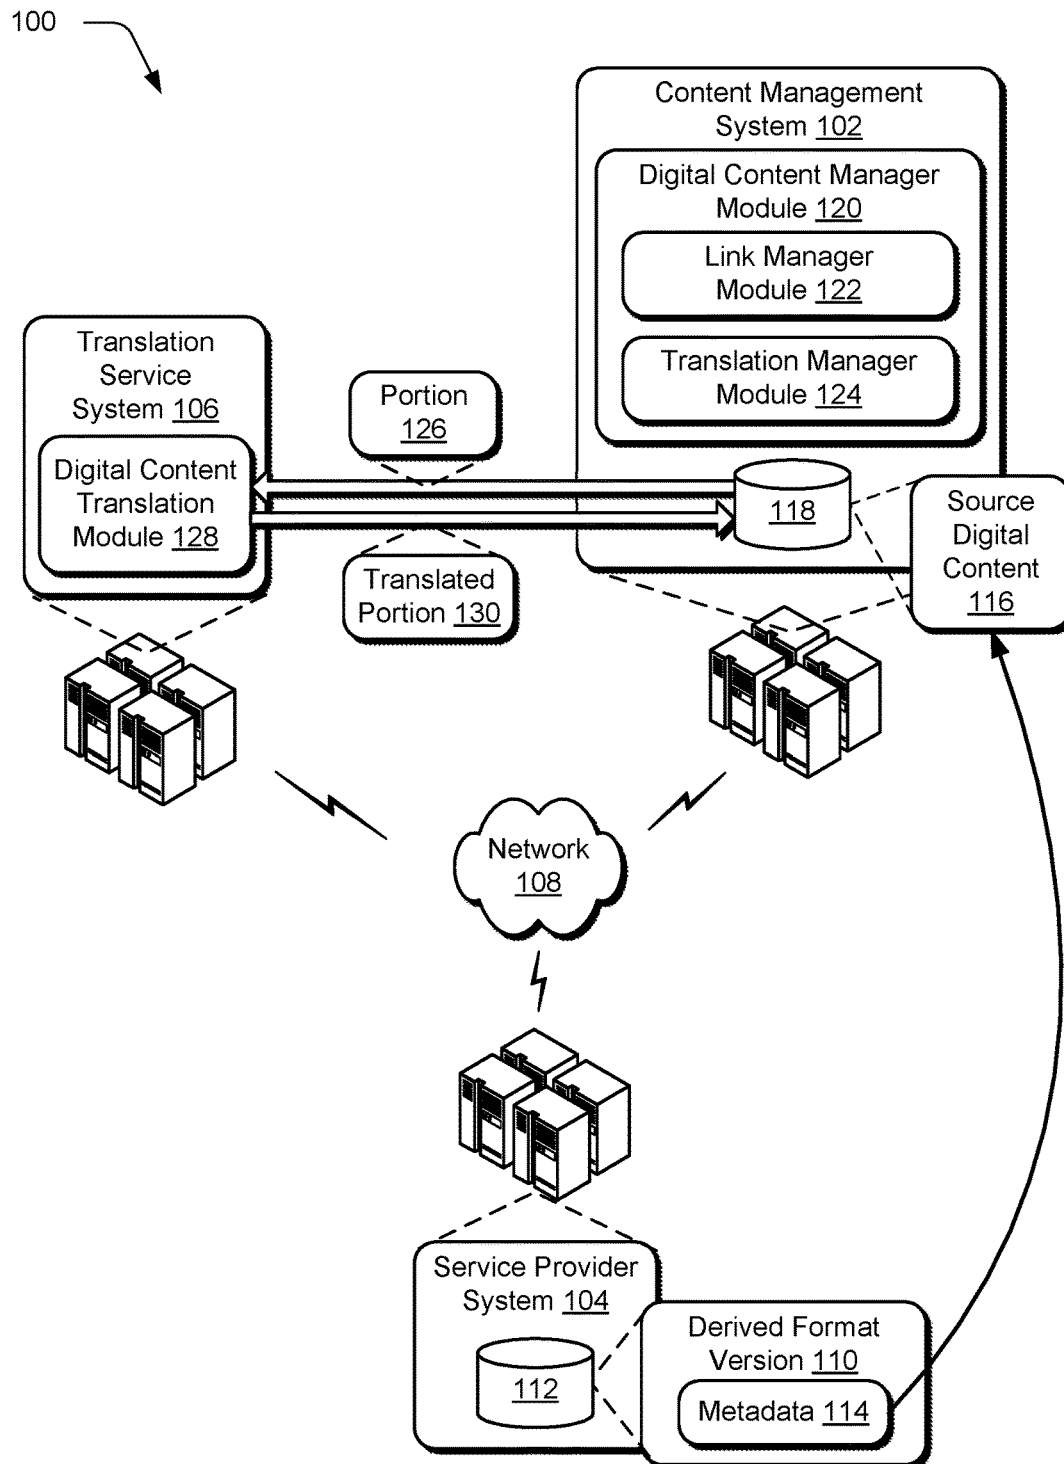 100
Content Management
System 102
Digital Content Manager
Module 120
Link Manager
Module 122
Translation Manager
Module 124
Translation
Service
System 106
Digital Content
Translation
Module 128
Portion
126
Translated
Portion 130
118
Source
Digital
Content
116
Network
108
Service Provider
System 104
112
Derived Format
Version 110
Metadata 114